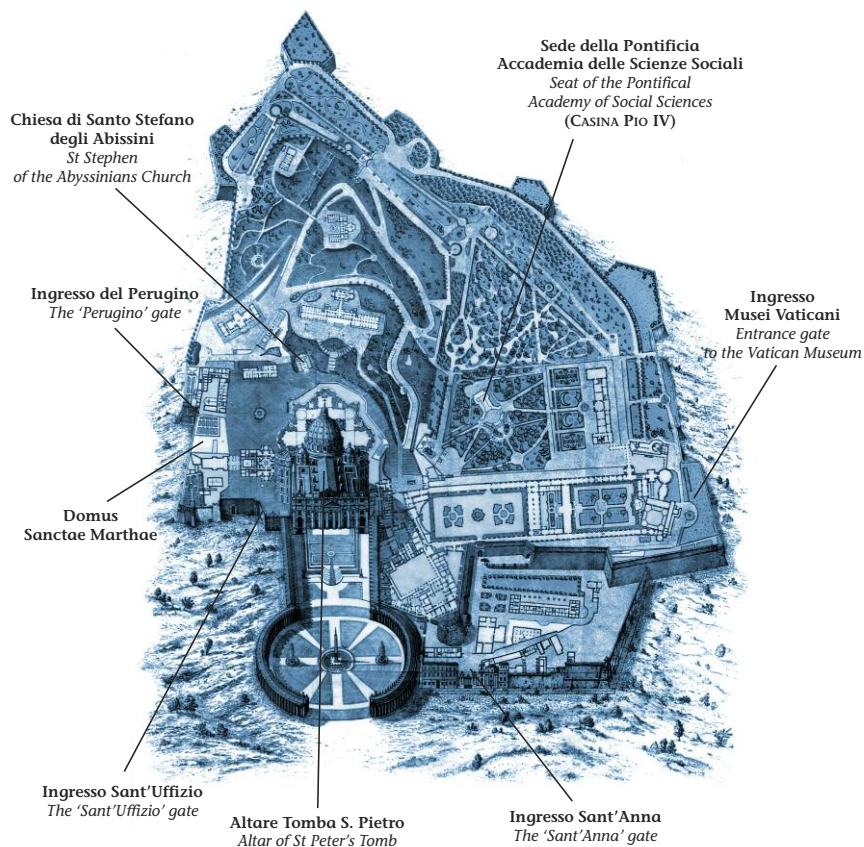 Sede della Pontificia
Accademia delle Scienze Sociali
Seat of the Pontifical
Academy of Social Sciences
(CASINA PIO IV)
Chiesa di Santo Stefano
degli Abissini
St Stephen
of the Abyssinians Church
Ingresso del Perugino
The ‘Perugino’ gate
Ingresso
Musei Vaticani
Entrance gate
to the Vatican Museum
Domus
Sanctae Marthae
Ingresso Sant’Uffizio
The ‘Sant’Uffizio’ gate
Altare Tomba S. Pietro
Altar of St Peter’s Tomb
Ingresso Sant’Anna
The ‘Sant’Anna’ gate